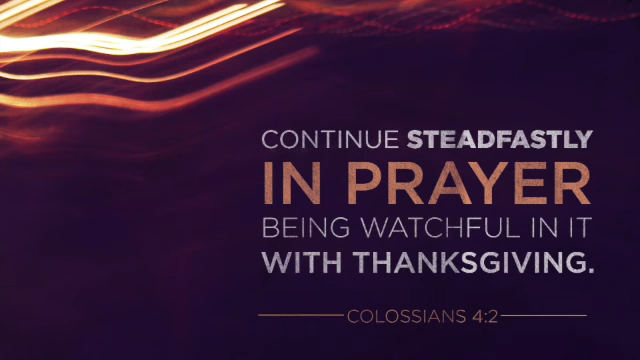 CONTINUE STEADFASTLY
IN PRAYER
BEING WATCHFUL IN IT
WITH THANKSGIVING.
COLOSSIANS 4:2